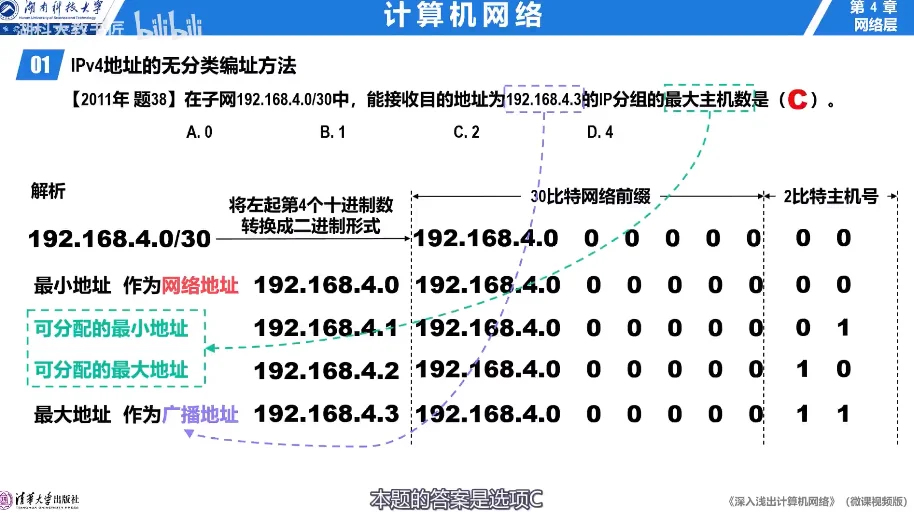 湖南科技大学
Hunan University of Science and Technology
湖科大教书匠 bilibili
计算机网络
第 4 章
网络层
01 IPv4地址的无分类编址方法
【2011年 题38】在子网192.168.4.0/30中，能接收目的地址为192.168.4.3的IP分组的最大主机数是（C）。
A. 0 B. 1 C. 2 D. 4
解析
将左起第4个十进制数
转换成二进制形式
30比特网络前缀 2比特主机号
192.168.4.0/30 192.168.4.0 0 0 0 0 0 0 0
最小地址 作为网络地址 192.168.4.0 192.168.4.0 0 0 0 0 0 0 0
可分配的最小地址 192.168.4.1 192.168.4.0 0 0 0 0 0 0 1
可分配的最大地址 192.168.4.2 192.168.4.0 0 0 0 0 0 1 0
最大地址 作为广播地址 192.168.4.3 192.168.4.0 0 0 0 0 0 1 1
清华大学出版社
TSINGHUA UNIVERSITY PRESS
本题的答案是选项C
《深入浅出计算机网络》（微课视频版）